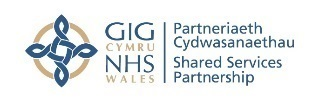 GIG
CYMRU
NHS
WALES
Partneriaeth
Cydwasanaethau
Shared Services
Partnership